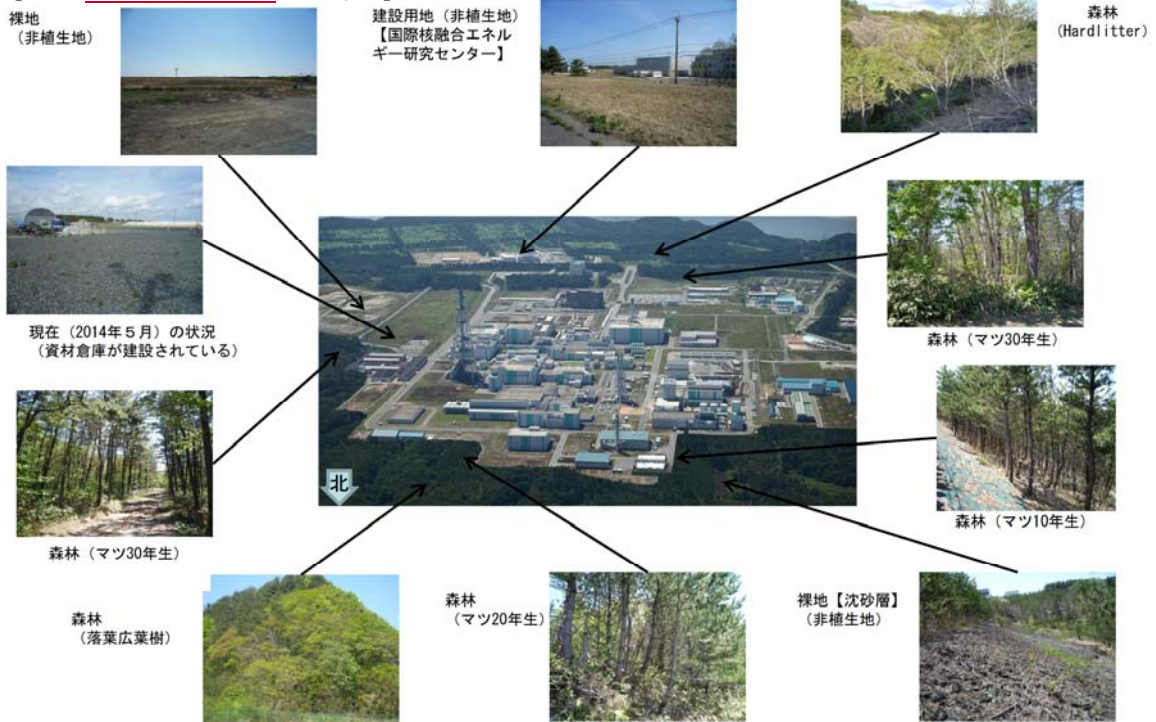 裸地
（非植生地）
建設用地（非植生地）
【国際核融合エネル
ギー研究センター】
森林
（Hardlitter）
現在（2014年５月）の状況
（資材倉庫が建設されている）
森林（マツ30年生）
森林（マツ30年生）
森林（マツ10年生）
北
森林
（落葉広葉樹）
森林
（マツ20年生）
裸地【沈砂層】
（非植生地）